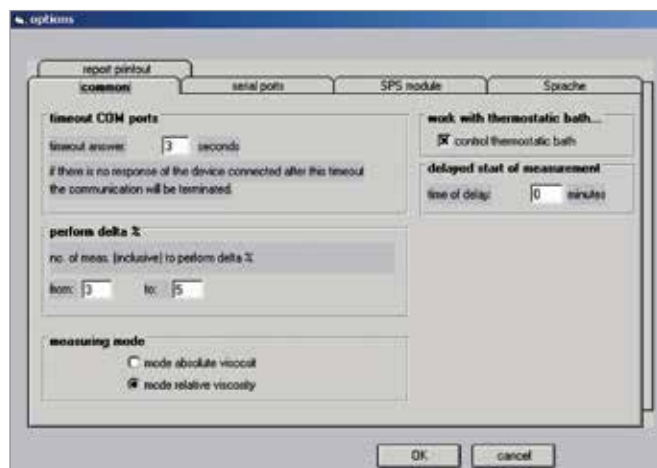 options
report printout
common
serial ports
SPS module
Sprache
timeout COM ports
timeout answer: 3 seconds
if there is no response of the device connected after this timeout
the communication will be terminated.
perform delta %
no. of meas. (inclusive) to perform delta %
from: 3 to: 5
measuring mode
mode absolute viscosit
mode relative viscosity
work with thermostatic bath...
control thermostatic bath
delayed start of measurement
time of delay: 0 minutes
OK
cancel